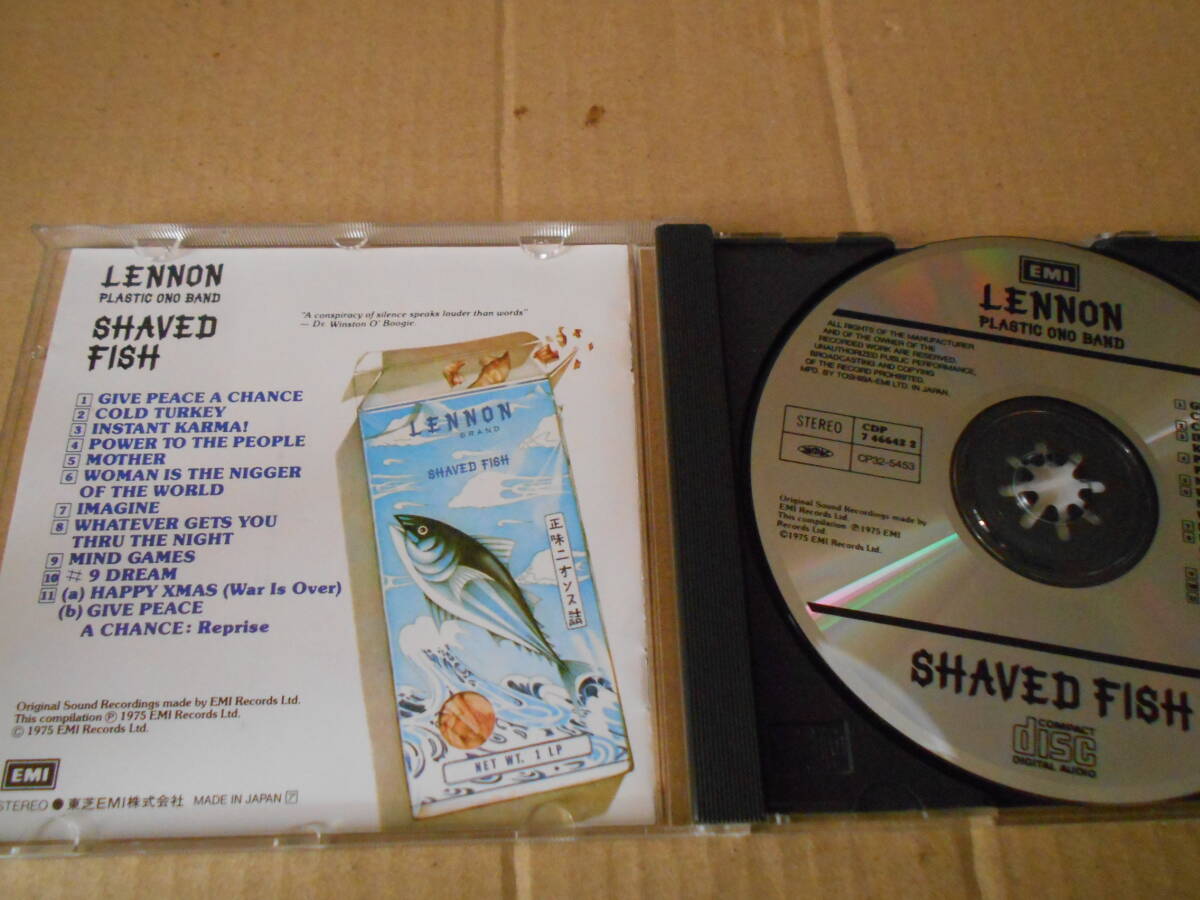 LENNON
PLASTIC ONO BAND
SHAVED
FISH
"A conspiracy of silence speaks louder than words"
— Dr. Winston O'Boogie.
1 GIVE PEACE A CHANCE
2 COLD TURKEY
3 INSTANT KARMA!
4 POWER TO THE PEOPLE
5 MOTHER
6 WOMAN IS THE NIGGER
OF THE WORLD
7 IMAGINE
8 WHATEVER GETS YOU
THRU THE NIGHT
9 MIND GAMES
10 # 9 DREAM
11 (a) HAPPY XMAS (War Is Over)
(b) GIVE PEACE
A CHANCE: Reprise
Original Sound Recordings made by EMI Records Ltd.
This compilation Ⓟ 1975 EMI Records Ltd.
© 1975 EMI Records Ltd.
EMI
STEREO ● 東芝EMI株式会社 MADE IN JAPAN ア
LENNON
BRAND
SHAVED FISH
正味二オンス詰
NET WT. 1 LP
EMI
LENNON
PLASTIC ONO BAND
ALL RIGHTS OF THE MANUFACTURER
AND OF THE OWNER OF THE
RECORDED WORK ARE RESERVED.
UNAUTHORIZED PUBLIC PERFORMANCE,
BROADCASTING AND COPYING
OF THE RECORD PROHIBITED.
MFD. BY TOSHIBA-EMI LTD. IN JAPAN.
STEREO
CDP
7 46642 2
CP32-5453
Original Sound Recordings made by
EMI Records Ltd.
This compilation Ⓟ 1975 EMI
Records Ltd.
©1975 EMI Records Ltd.
SHAVED FISH
COMPACT
disc
DIGITAL AUDIO